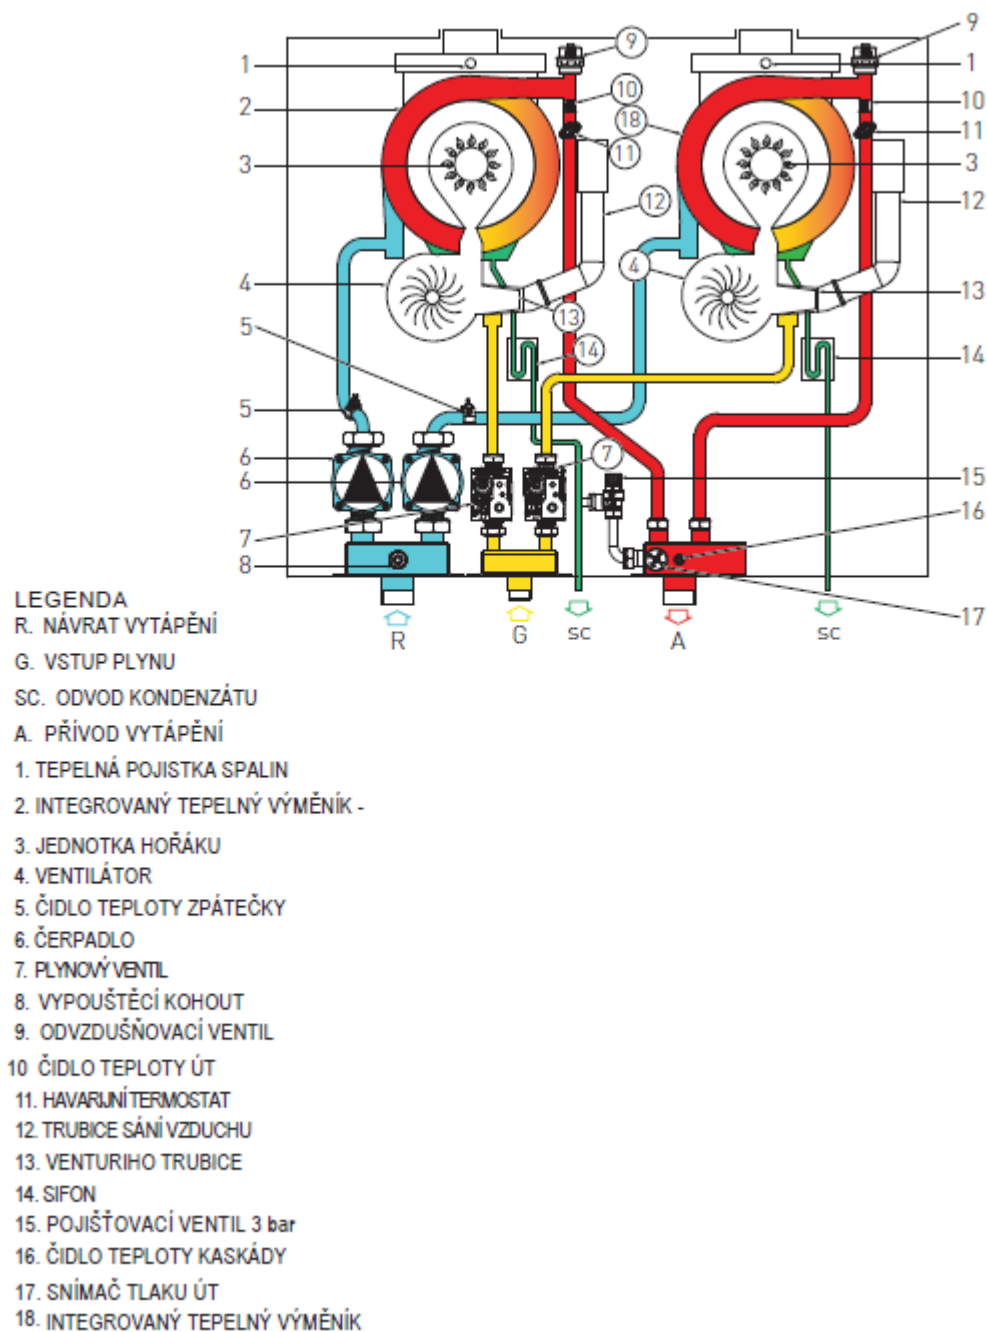 9
9
1
1
10
10
2
18
11
11
3
3
12
12
4
4
13
13
5
14
14
5
6
7
6
15
7
16
8
17
R
G
SC
A
SC
LEGENDA
R. NÁVRAT VYTÁPĚNÍ
G. VSTUP PLYNU
SC. ODVOD KONDENZÁTU
A. PŘÍVOD VYTÁPĚNÍ
1. TEPELNÁ POJISTKA SPALIN
2. INTEGROVANÝ TEPELNÝ VÝMĚNÍK -
3. JEDNOTKA HOŘÁKU
4. VENTILÁTOR
5. ČIDLO TEPLOTY ZPÁTEČKY
6. ČERPADLO
7. PLYNOVÝ VENTIL
8. VYPOUŠTĚCÍ KOHOUT
9. ODVZDUŠŇOVACÍ VENTIL
10 ČIDLO TEPLOTY ÚT
11. HAVARIJNÍ TERMOSTAT
12. TRUBICE SÁNÍ VZDUCHU
13. VENTURIHO TRUBICE
14. SIFON
15. POJIŠŤOVACÍ VENTIL 3 bar
16. ČIDLO TEPLOTY KASKÁDY
17. SNÍMAČ TLAKU ÚT
18. INTEGROVANÝ TEPELNÝ VÝMĚNÍK